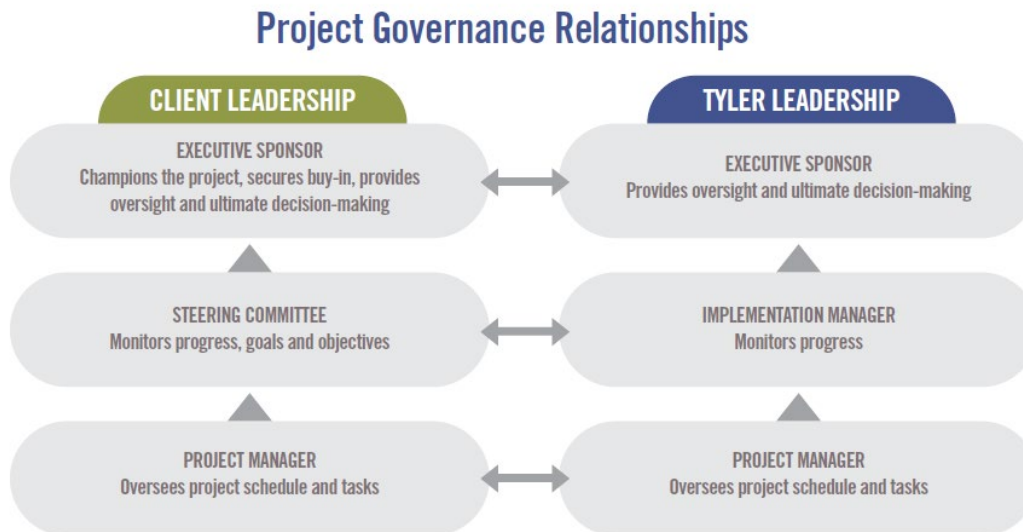 Project Governance Relationships
CLIENT LEADERSHIP
EXECUTIVE SPONSOR
Champions the project, secures buy-in, provides
oversight and ultimate decision-making
STEERING COMMITTEE
Monitors progress, goals and objectives
PROJECT MANAGER
Oversees project schedule and tasks
TYLER LEADERSHIP
EXECUTIVE SPONSOR
Provides oversight and ultimate decision-making
IMPLEMENTATION MANAGER
Monitors progress
PROJECT MANAGER
Oversees project schedule and tasks